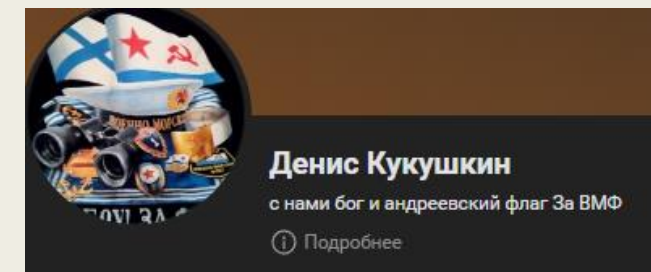 Денис Кукушкин
с нами бог и андреевский флаг За ВМФ
Подробнее